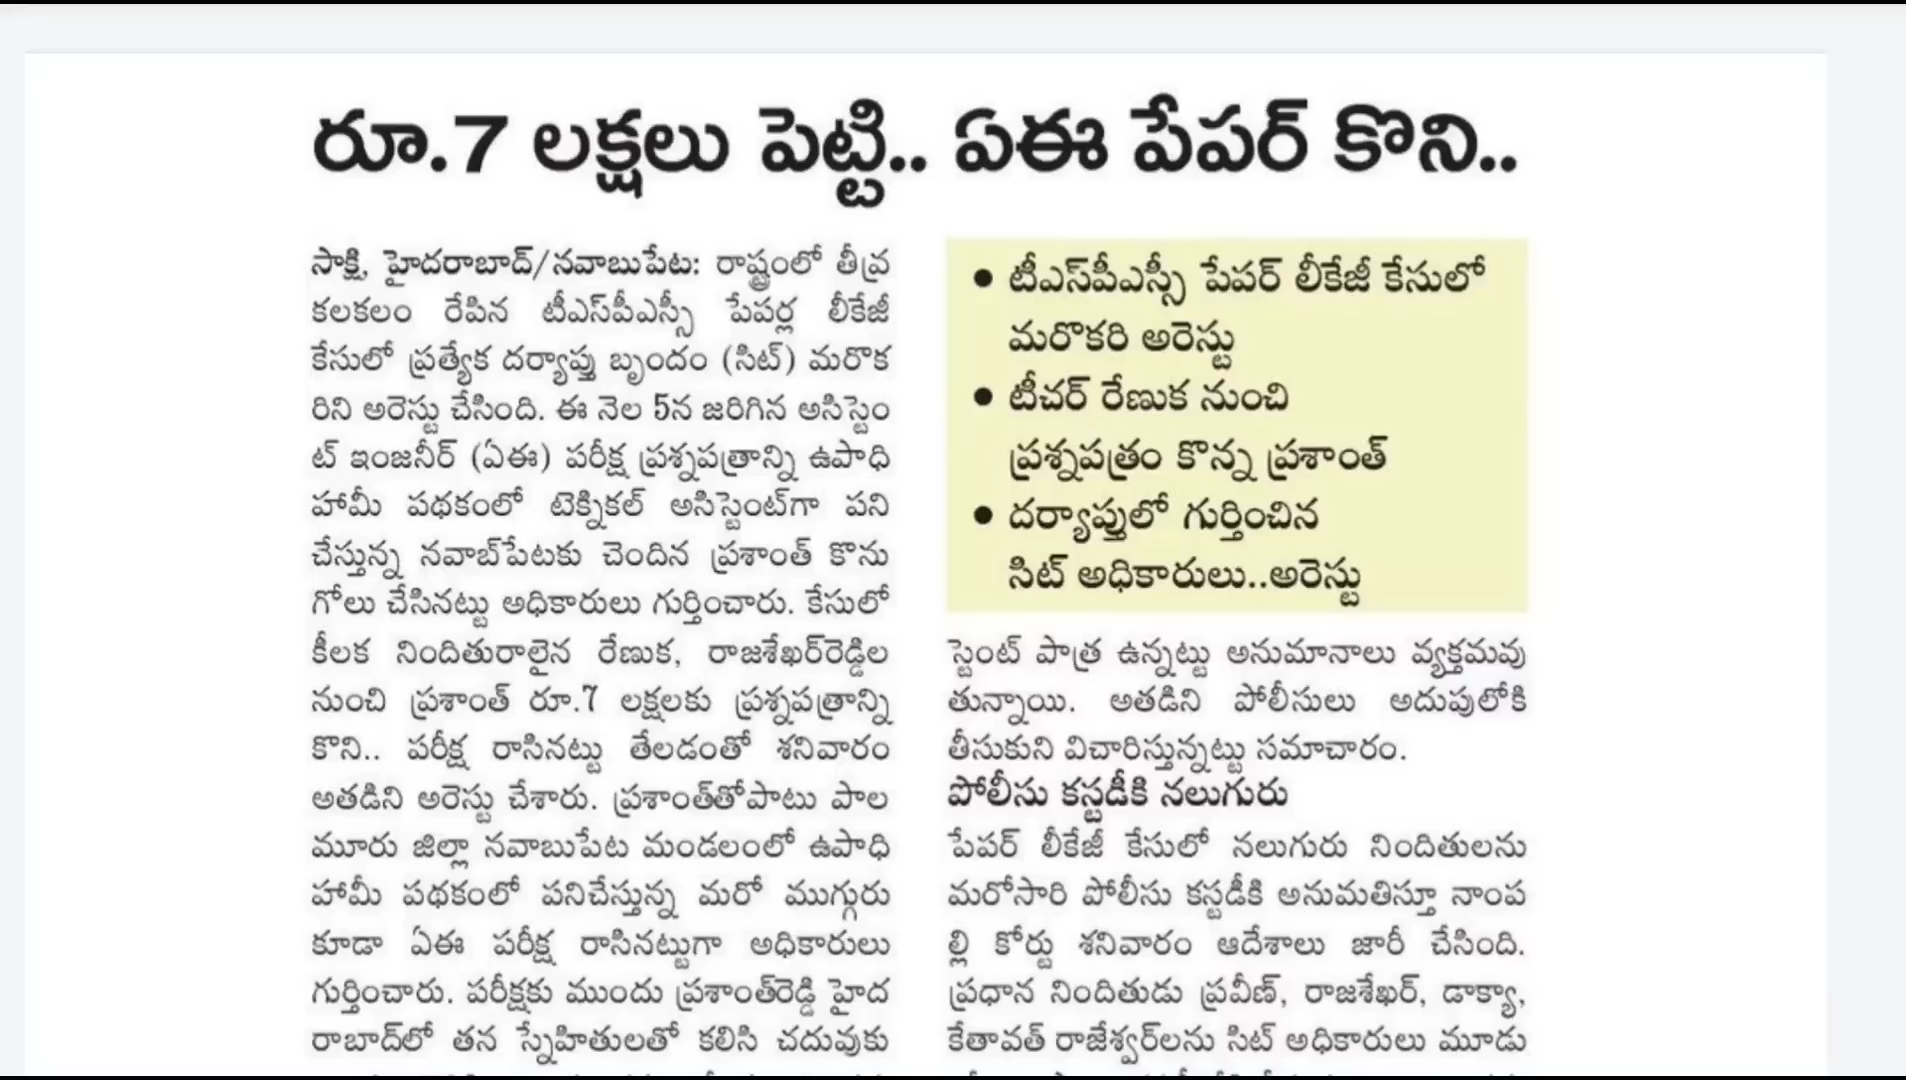 రూ.7 లక్షలు పెట్టి.. ఏఈ పేపర్ కొని..
సాక్షి, హైదరాబాద్/నవాబుపేట: రాష్ట్రంలో తీవ్ర
కలకలం రేపిన టీఎస్‌పీఎస్సీ పేపర్ల లీకేజీ
కేసులో ప్రత్యేక దర్యాప్తు బృందం (సిట్) మరొక
రిని అరెస్టు చేసింది. ఈ నెల 5న జరిగిన అసిస్టెం
ట్ ఇంజనీర్ (ఏఈ) పరీక్ష ప్రశ్నపత్రాన్ని ఉపాధి
హామీ పథకంలో టెక్నికల్ అసిస్టెంట్‌గా పని
చేస్తున్న నవాబ్‌పేటకు చెందిన ప్రశాంత్ కొను
గోలు చేసినట్టు అధికారులు గుర్తించారు. కేసులో
కీలక నిందితురాలైన రేణుక, రాజశేఖర్‌రెడ్డిల
నుంచి ప్రశాంత్ రూ.7 లక్షలకు ప్రశ్నపత్రాన్ని
కొని.. పరీక్ష రాసినట్టు తేలడంతో శనివారం
అతడిని అరెస్టు చేశారు. ప్రశాంత్‌తోపాటు పాల
మూరు జిల్లా నవాబుపేట మండలంలో ఉపాధి
హామీ పథకంలో పనిచేస్తున్న మరో ముగ్గురు
కూడా ఏఈ పరీక్ష రాసినట్టుగా అధికారులు
గుర్తించారు. పరీక్షకు ముందు ప్రశాంత్‌రెడ్డి హైద
రాబాద్‌లో తన స్నేహితులతో కలిసి చదువుకు
• టీఎస్‌పీఎస్సీ పేపర్ లీకేజీ కేసులో
మరొకరి అరెస్టు
• టీచర్ రేణుక నుంచి
ప్రశ్నపత్రం కొన్న ప్రశాంత్
• దర్యాప్తులో గుర్తించిన
సిట్ అధికారులు..అరెస్టు
స్టెంట్ పాత్ర ఉన్నట్టు అనుమానాలు వ్యక్తమవు
తున్నాయి. అతడిని పోలీసులు అదుపులోకి
తీసుకుని విచారిస్తున్నట్టు సమాచారం.
పోలీసు కస్టడీకి నలుగురు
పేపర్ లీకేజీ కేసులో నలుగురు నిందితులను
మరోసారి పోలీసు కస్టడీకి అనుమతిస్తూ నాంప
ల్లి కోర్టు శనివారం ఆదేశాలు జారీ చేసింది.
ప్రధాన నిందితుడు ప్రవీణ్, రాజశేఖర్, డాక్యా,
కేతావత్ రాజేశ్వర్‌లను సిట్ అధికారులు మూడు